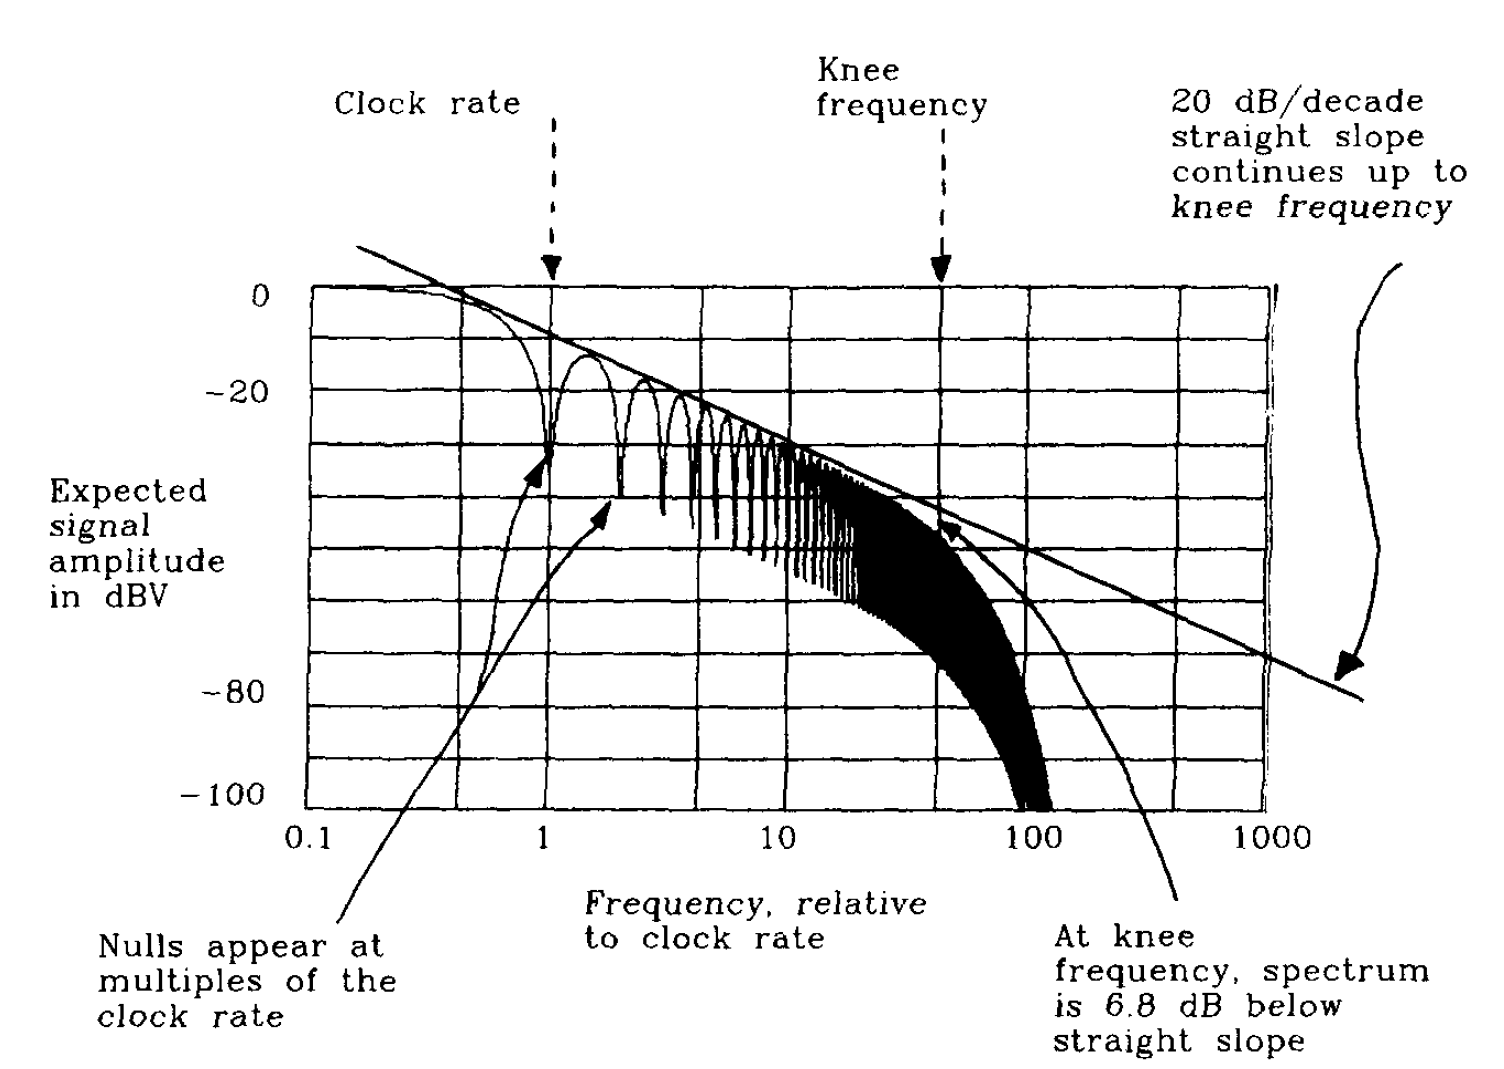 Clock rate
Knee
frequency
20 dB/decade
straight slope
continues up to
knee frequency
0
-20
Expected
signal
amplitude
in dBV
-80
-100
0.1
1
10
100
1000
Frequency, relative
to clock rate
Nulls appear at
multiples of the
clock rate
At knee
frequency, spectrum
is 6.8 dB below
straight slope